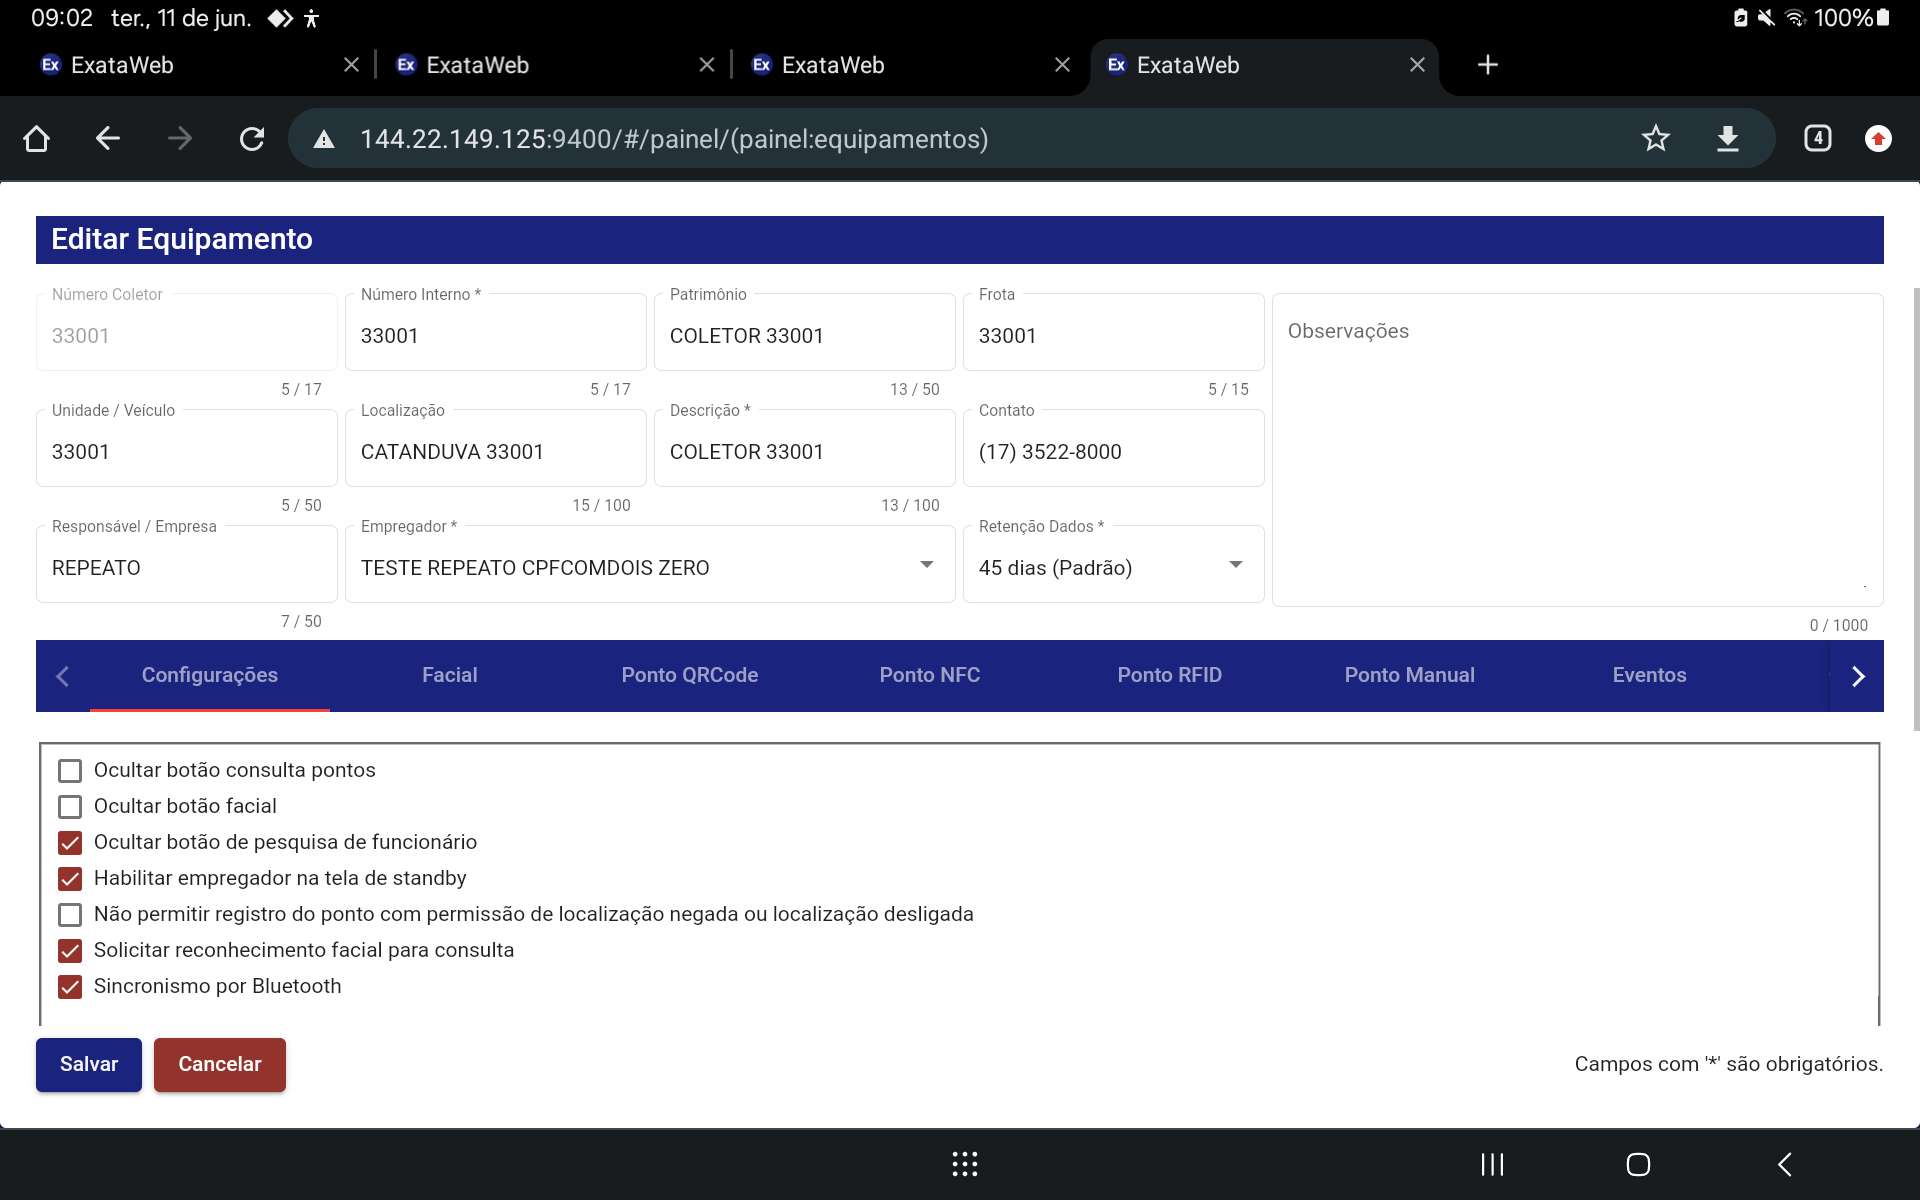 09:02 ter., 11 de jun. 100%
Ex ExataWeb Ex ExataWeb Ex ExataWeb Ex ExataWeb
144.22.149.125:9400/#/painel/(painel:equipamentos) 4
Editar Equipamento
Número Coletor Número Interno * Patrimônio Frota
33001 33001 COLETOR 33001 33001 Observações
5 / 17 5 / 17 13 / 50 5 / 15
Unidade / Veículo Localização Descrição * Contato
33001 CATANDUVA 33001 COLETOR 33001 (17) 3522-8000
5 / 50 15 / 100 13 / 100
Responsável / Empresa Empregador * Retenção Dados *
REPEATO TESTE REPEATO CPFCOMDOIS ZERO 45 dias (Padrão)
7 / 50 0 / 1000
Configurações Facial Ponto QRCode Ponto NFC Ponto RFID Ponto Manual Eventos
Ocultar botão consulta pontos
Ocultar botão facial
Ocultar botão de pesquisa de funcionário
Habilitar empregador na tela de standby
Não permitir registro do ponto com permissão de localização negada ou localização desligada
Solicitar reconhecimento facial para consulta
Sincronismo por Bluetooth
Salvar Cancelar Campos com '*' são obrigatórios.